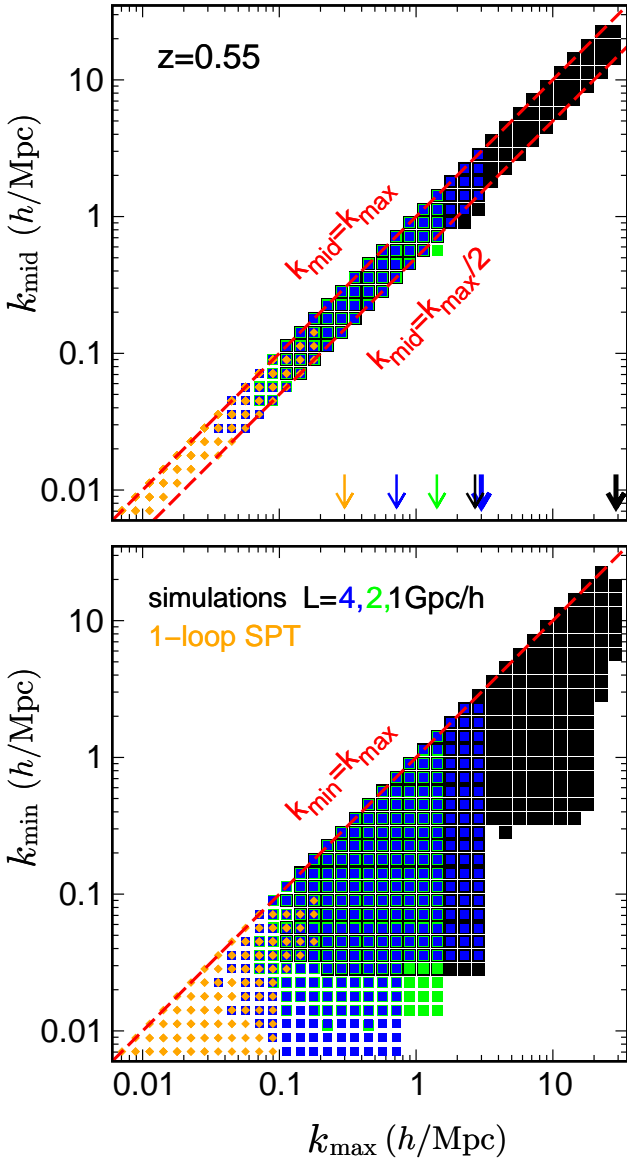 z=0.55
10
1
0.1
0.01
k_mid (h/Mpc)
k_mid=k_max
k_mid=k_max/2
simulations L=4,2,1Gpc/h
1−loop SPT
10
1
0.1
0.01
k_min (h/Mpc)
k_min=k_max
0.01 0.1 1 10
k_max (h/Mpc)